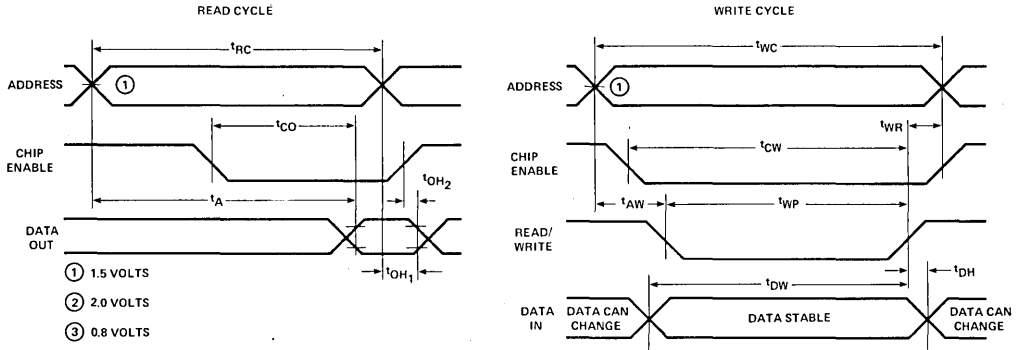 READ CYCLE
tRC
ADDRESS
1
tCO
CHIP
ENABLE
tOH2
tA
DATA
OUT
tOH1
1 1.5 VOLTS
2 2.0 VOLTS
3 0.8 VOLTS
WRITE CYCLE
tWC
ADDRESS
1
tWR
tCW
CHIP
ENABLE
tAW
tWP
READ/
WRITE
tDW
tDH
DATA
IN
DATA CAN
CHANGE
DATA STABLE
DATA CAN
CHANGE